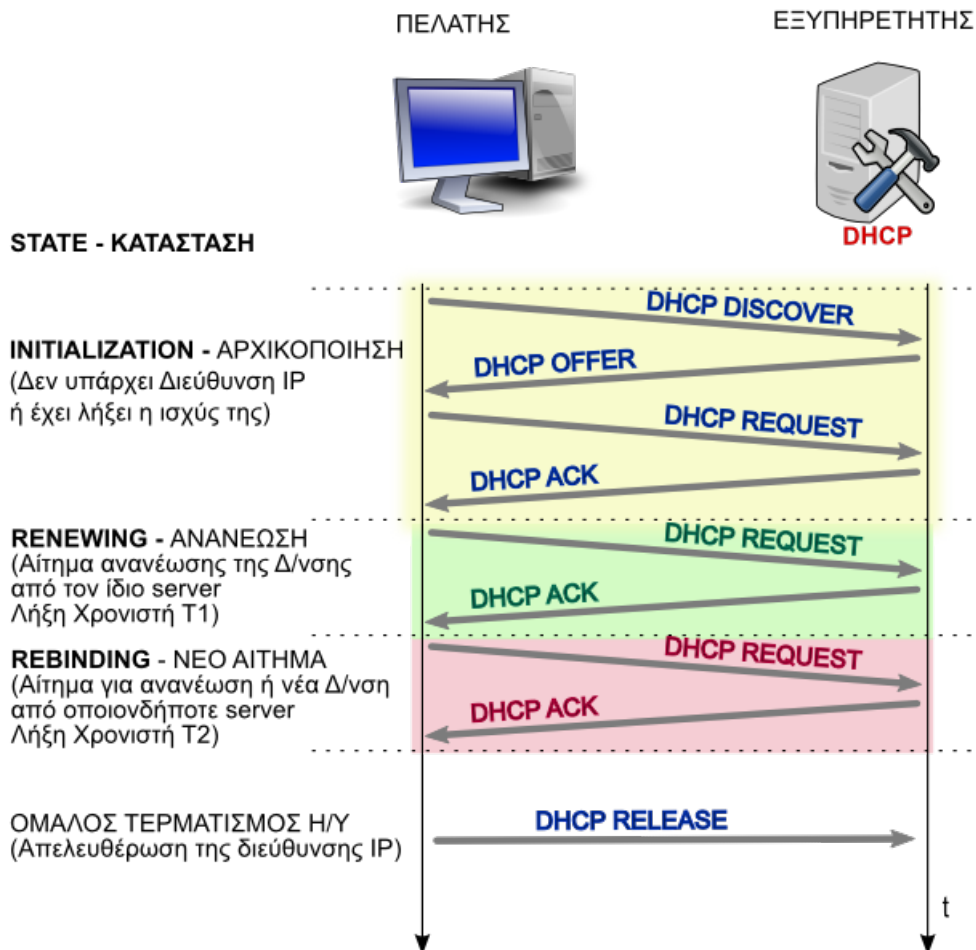 ΠΕΛΑΤΗΣ
ΕΞΥΠΗΡΕΤΗΤΗΣ
DHCP
STATE - ΚΑΤΑΣΤΑΣΗ
DHCP DISCOVER
INITIALIZATION - ΑΡΧΙΚΟΠΟΙΗΣΗ
(Δεν υπάρχει Διεύθυνση IP
ή έχει λήξει η ισχύς της)
DHCP OFFER
DHCP REQUEST
DHCP ACK
RENEWING - ΑΝΑΝΕΩΣΗ
(Αίτημα ανανέωσης της Δ/νσης
από τον ίδιο server
Λήξη Χρονιστή T1)
DHCP REQUEST
DHCP ACK
REBINDING - ΝΕΟ ΑΙΤΗΜΑ
(Αίτημα για ανανέωση ή νέα Δ/νση
από οποιονδήποτε server
Λήξη Χρονιστή T2)
DHCP REQUEST
DHCP ACK
ΟΜΑΛΟΣ ΤΕΡΜΑΤΙΣΜΟΣ Η/Υ
(Απελευθέρωση της διεύθυνσης IP)
DHCP RELEASE
t